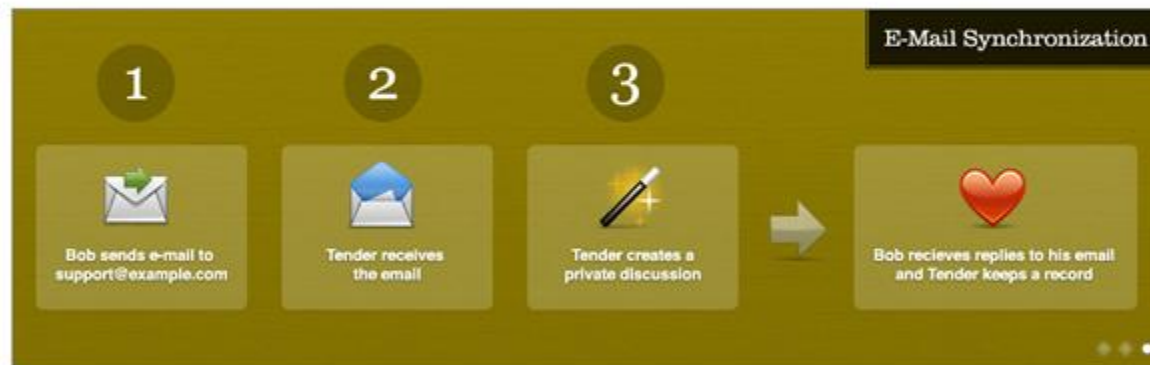 E-Mail Synchronization
1
2
3
Bob sends e-mail to
support@example.com
Tender receives
the email
Tender creates a
private discussion
Bob recieves replies to his email
and Tender keeps a record